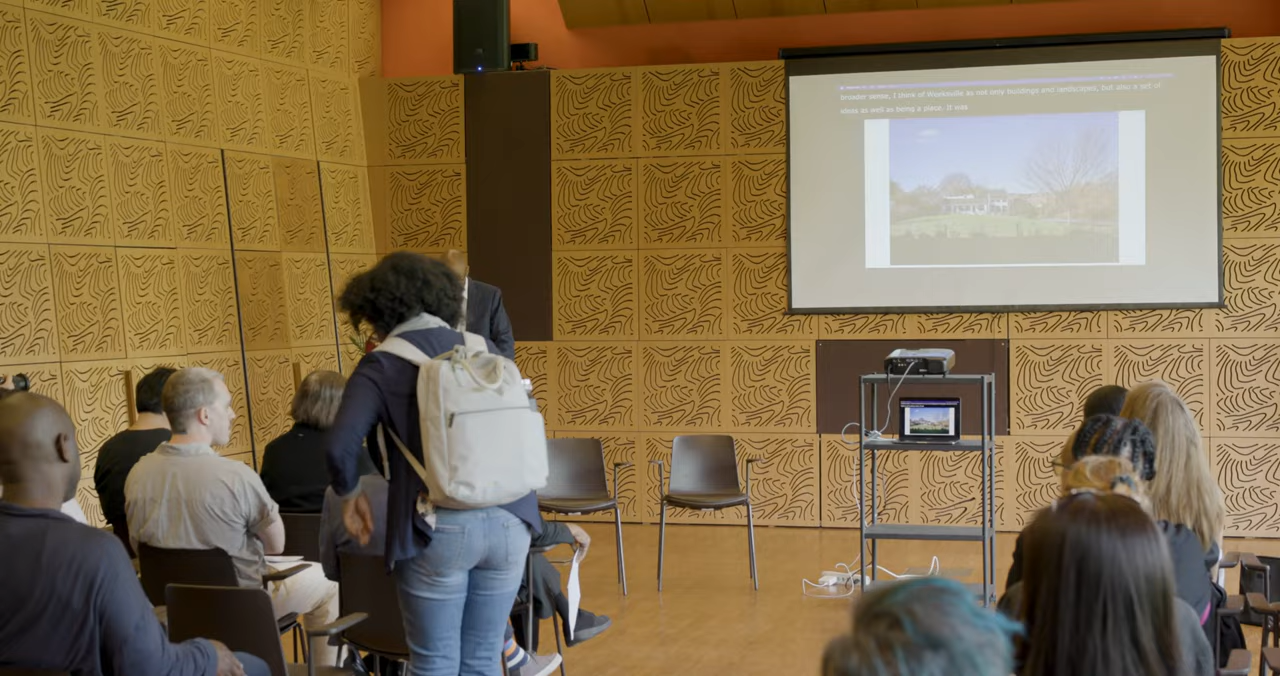 broader sense, I think of Weeksville as not only buildings and landscapes, but also a set of
ideas as well as being a place. It was